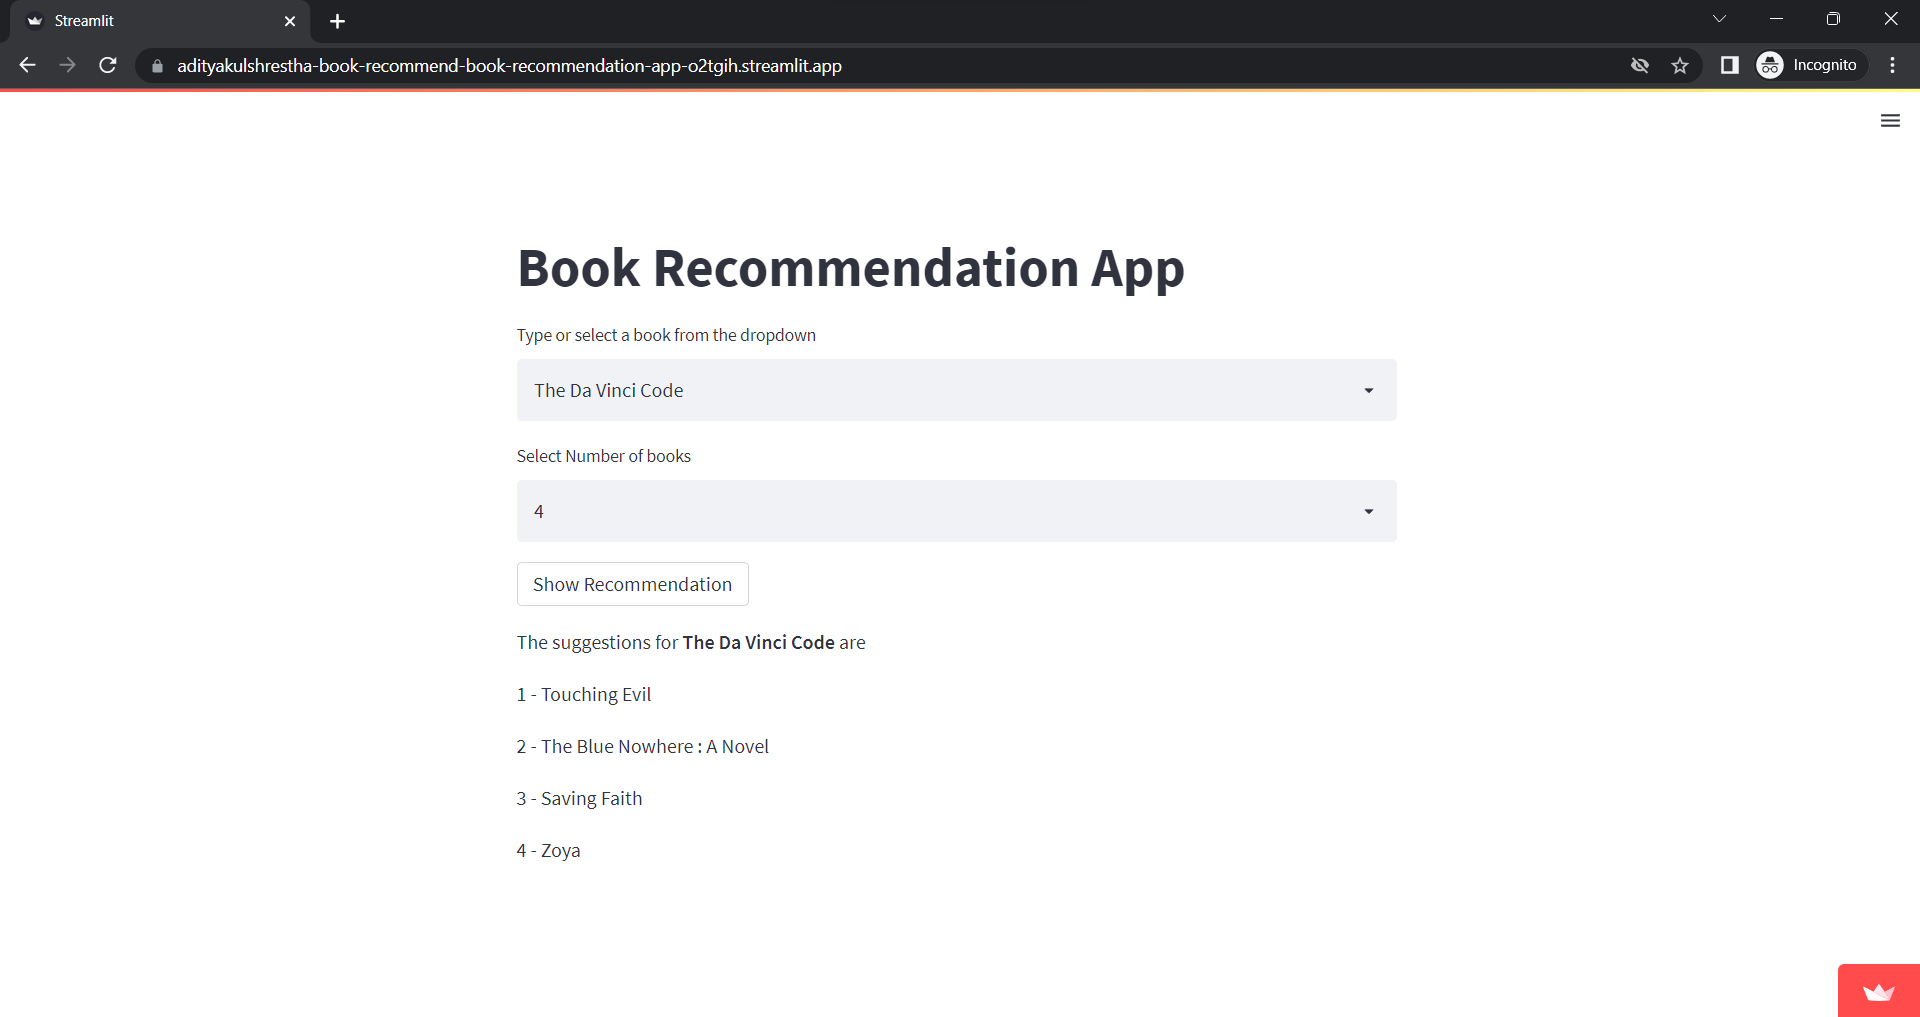 Streamlit
adityakulshrestha-book-recommend-book-recommendation-app-o2tgih.streamlit.app
Incognito
Book Recommendation App
Type or select a book from the dropdown
The Da Vinci Code
Select Number of books
4
Show Recommendation
The suggestions for The Da Vinci Code are
1 - Touching Evil
2 - The Blue Nowhere : A Novel
3 - Saving Faith
4 - Zoya